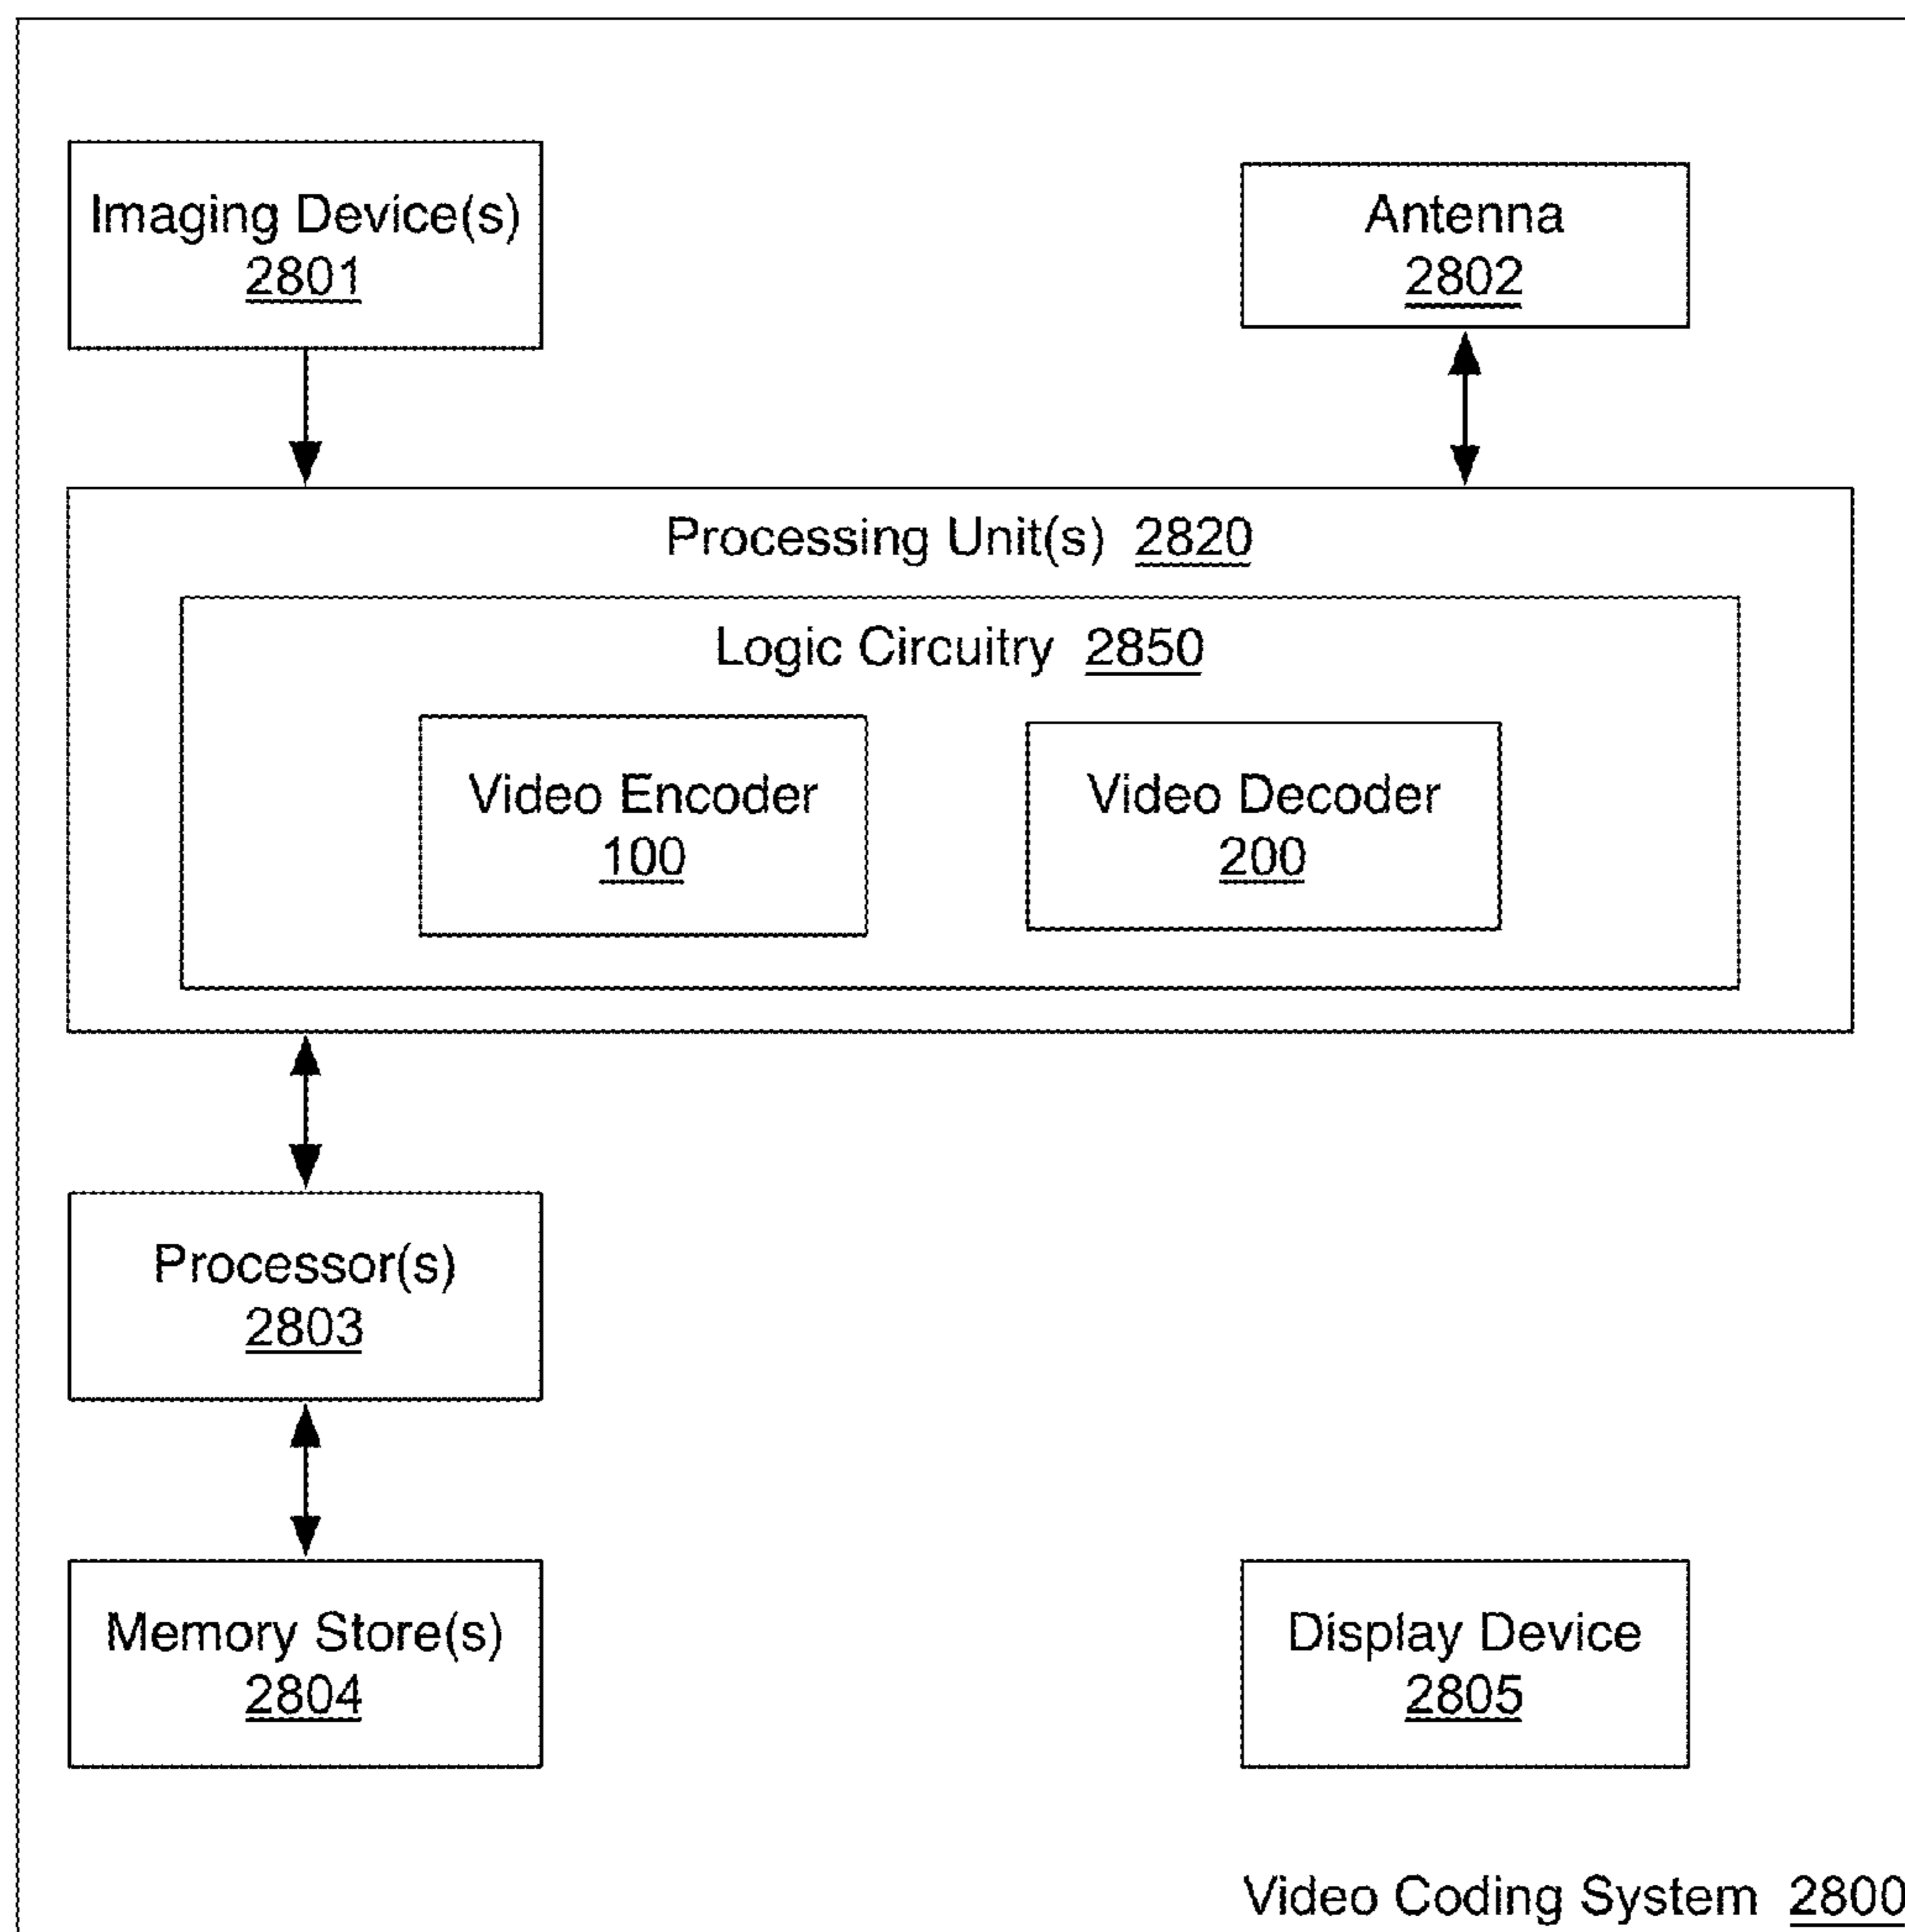 Imaging Device(s)
2801
Antenna
2802
Processing Unit(s) 2820
Logic Circuitry 2850
Video Encoder
100
Video Decoder
200
Processor(s)
2803
Memory Store(s)
2804
Display Device
2805
Video Coding System 2800